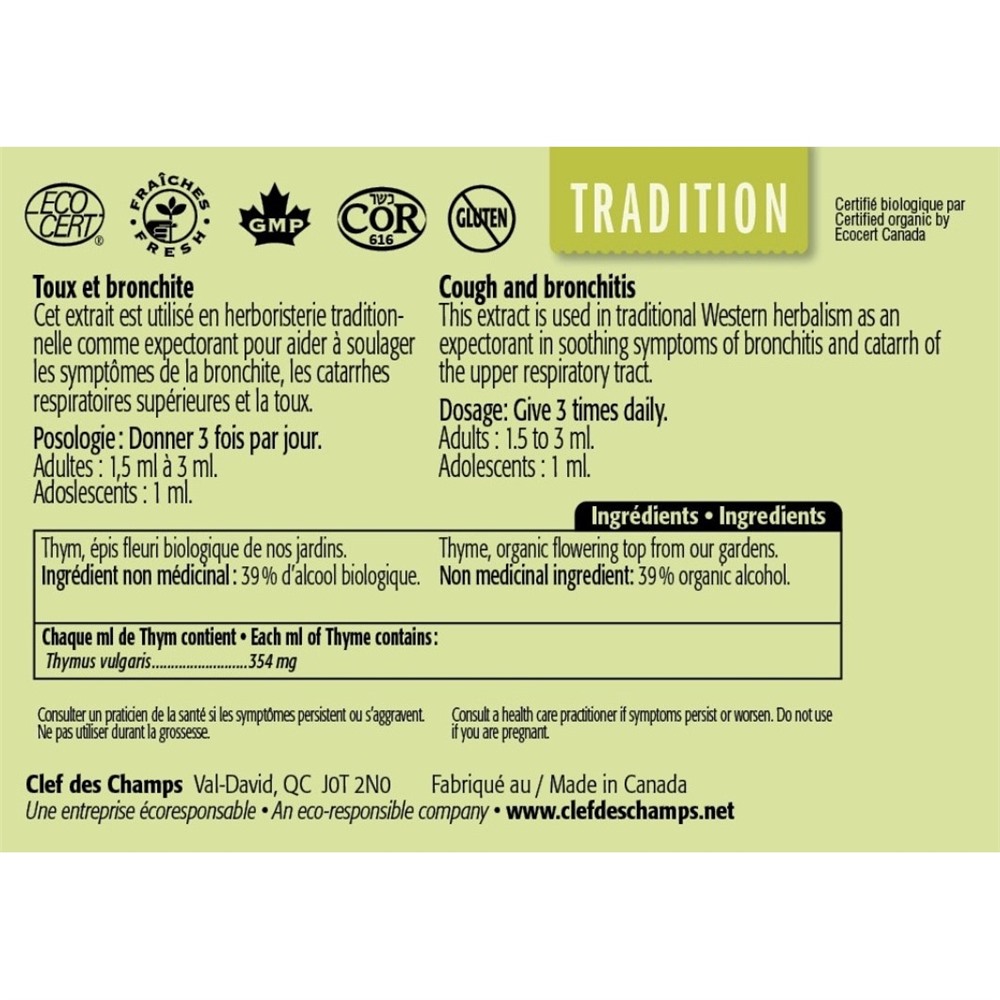 ECO
CERT
®
FRAÎCHES
FRESH
GMP
כשר
COR
616
GLUTEN
TRADITION
Certifié biologique par
Certified organic by
Ecocert Canada
Toux et bronchite
Cet extrait est utilisé en herboristerie tradition-
nelle comme expectorant pour aider à soulager
les symptômes de la bronchite, les catarrhes
respiratoires supérieures et la toux.
Posologie : Donner 3 fois par jour.
Adultes : 1,5 ml à 3 ml.
Adoslescents : 1 ml.
Cough and bronchitis
This extract is used in traditional Western herbalism as an
expectorant in soothing symptoms of bronchitis and catarrh of
the upper respiratory tract.
Dosage: Give 3 times daily.
Adults : 1.5 to 3 ml.
Adolescents : 1 ml.
Ingrédients • Ingredients
Thym, épis fleuri biologique de nos jardins.
Ingrédient non médicinal : 39 % d'alcool biologique.
Thyme, organic flowering top from our gardens.
Non medicinal ingredient: 39 % organic alcohol.
Chaque ml de Thym contient • Each ml of Thyme contains :
Thymus vulgaris.........................354 mg
Consulter un praticien de la santé si les symptômes persistent ou s'aggravent.
Ne pas utiliser durant la grossesse.
Consult a health care practitioner if symptoms persist or worsen. Do not use
if you are pregnant.
Clef des Champs Val-David, QC J0T 2N0 Fabriqué au / Made in Canada
Une entreprise écoresponsable • An eco-responsible company • www.clefdeschamps.net